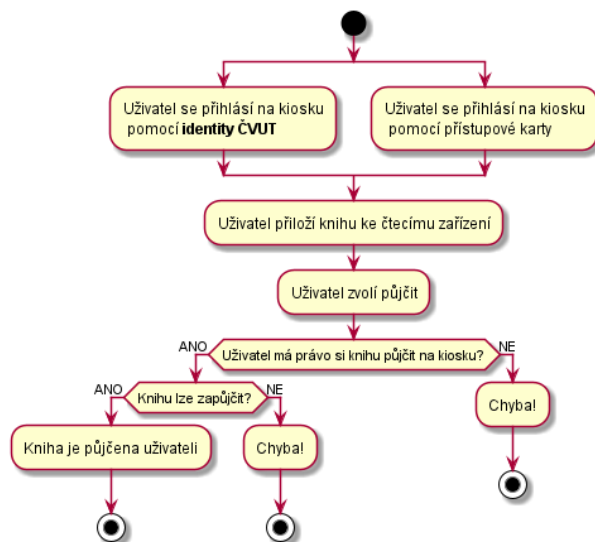 Uživatel se přihlásí na kiosku
pomocí identity ČVUT
Uživatel se přihlásí na kiosku
pomocí přístupové karty
Uživatel přiloží knihu ke čtecímu zařízení
Uživatel zvolí půjčit
ANO
Uživatel má právo si knihu půjčit na kiosku?
NE
ANO
Knihu lze zapůjčit?
NE
Chyba!
Kniha je půjčena uživateli
Chyba!